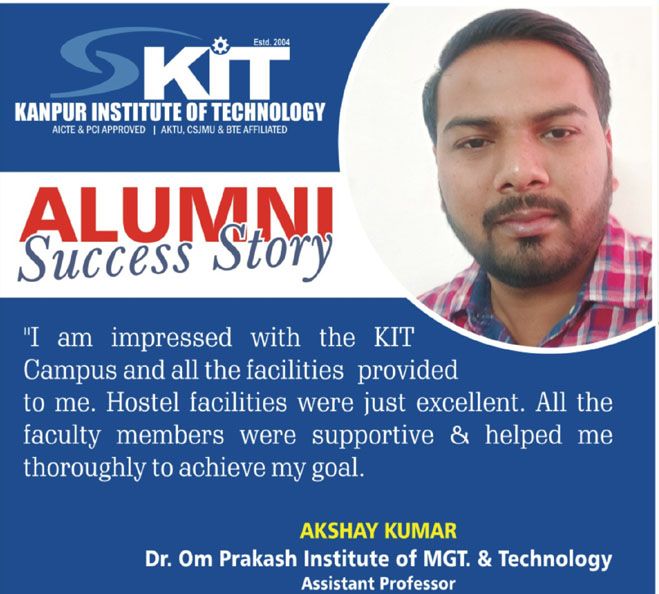 Estd. 2004
SKIT
KANPUR INSTITUTE OF TECHNOLOGY
AICTE & PCI APPROVED | AKTU, CSJMU & BTE AFFILIATED
ALUMNI
Success Story
"I am impressed with the KIT
Campus and all the facilities provided
to me. Hostel facilities were just excellent. All the
faculty members were supportive & helped me
thoroughly to achieve my goal.
AKSHAY KUMAR
Dr. Om Prakash Institute of MGT. & Technology
Assistant Professor